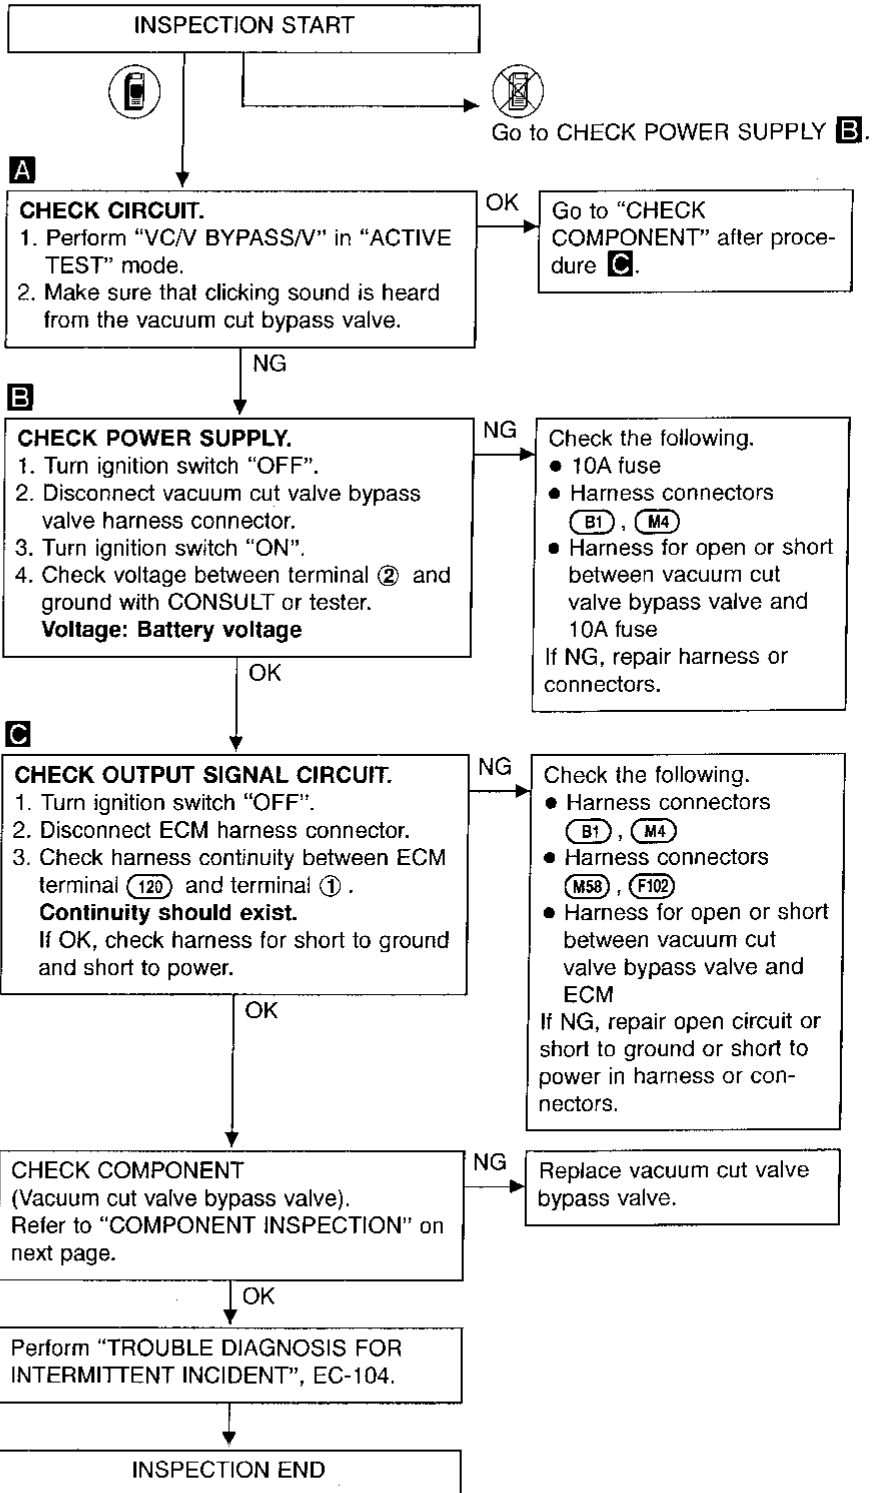 INSPECTION START
Go to CHECK POWER SUPPLY B.
A
CHECK CIRCUIT.
1. Perform “VC/V BYPASS/V” in “ACTIVE
TEST” mode.
2. Make sure that clicking sound is heard
from the vacuum cut bypass valve.
OK
Go to “CHECK
COMPONENT” after proce-
dure C.
NG
B
CHECK POWER SUPPLY.
1. Turn ignition switch “OFF”.
2. Disconnect vacuum cut valve bypass
valve harness connector.
3. Turn ignition switch “ON”.
4. Check voltage between terminal ② and
ground with CONSULT or tester.
Voltage: Battery voltage
NG
Check the following.
● 10A fuse
● Harness connectors
B1, M4
● Harness for open or short
between vacuum cut
valve bypass valve and
10A fuse
If NG, repair harness or
connectors.
OK
C
CHECK OUTPUT SIGNAL CIRCUIT.
1. Turn ignition switch “OFF”.
2. Disconnect ECM harness connector.
3. Check harness continuity between ECM
terminal 120 and terminal ①.
Continuity should exist.
If OK, check harness for short to ground
and short to power.
NG
Check the following.
● Harness connectors
B1, M4
● Harness connectors
M58, F102
● Harness for open or short
between vacuum cut
valve bypass valve and
ECM
If NG, repair open circuit or
short to ground or short to
power in harness or con-
nectors.
OK
CHECK COMPONENT
(Vacuum cut valve bypass valve).
Refer to “COMPONENT INSPECTION” on
next page.
NG
Replace vacuum cut valve
bypass valve.
OK
Perform “TROUBLE DIAGNOSIS FOR
INTERMITTENT INCIDENT”, EC-104.
INSPECTION END